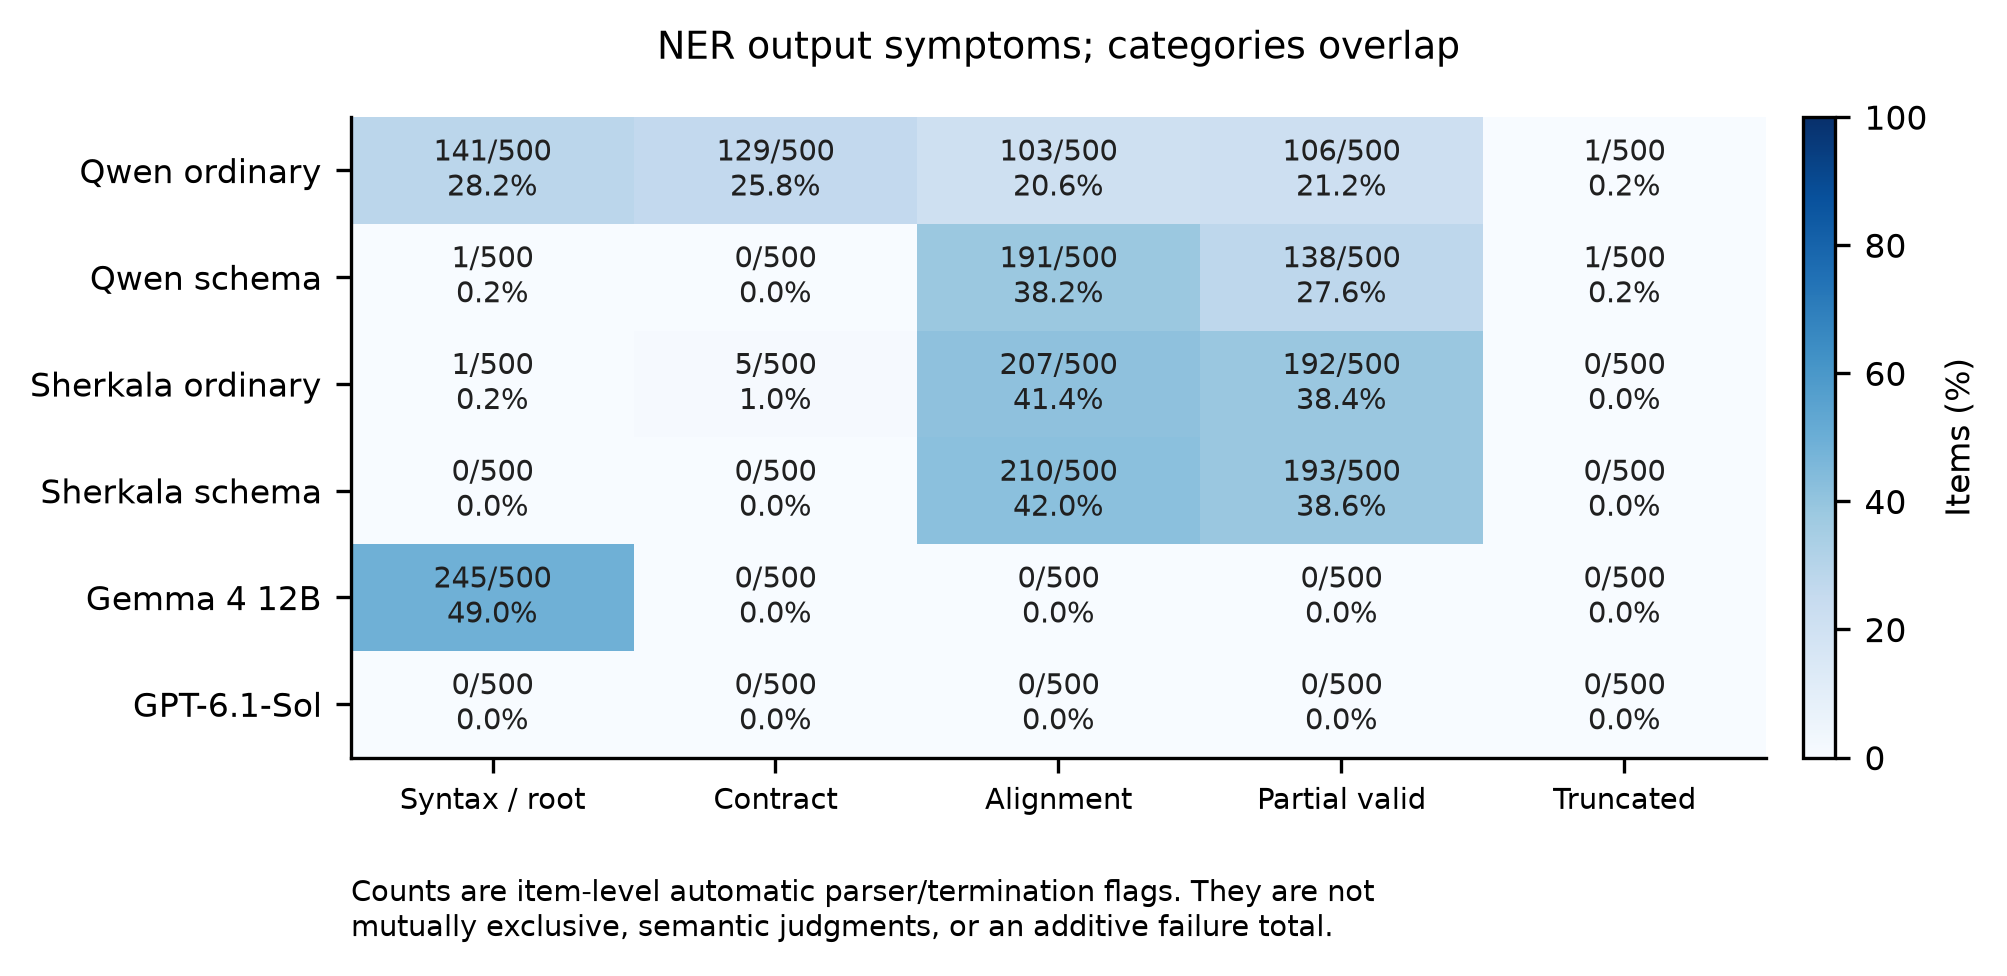 NER output symptoms; categories overlap
Qwen ordinary
141/500 129/500 103/500 106/500 1/500
28.2% 25.8% 20.6% 21.2% 0.2%
Qwen schema
1/500 0/500 191/500 138/500 1/500
0.2% 0.0% 38.2% 27.6% 0.2%
Sherkala ordinary
1/500 5/500 207/500 192/500 0/500
0.2% 1.0% 41.4% 38.4% 0.0%
Sherkala schema
0/500 0/500 210/500 193/500 0/500
0.0% 0.0% 42.0% 38.6% 0.0%
Gemma 4 12B
245/500 0/500 0/500 0/500 0/500
49.0% 0.0% 0.0% 0.0% 0.0%
GPT-6.1-Sol
0/500 0/500 0/500 0/500 0/500
0.0% 0.0% 0.0% 0.0% 0.0%
Syntax / root Contract Alignment Partial valid Truncated
100
80
60
40
20
0
Items (%)
Counts are item-level automatic parser/termination flags. They are not
mutually exclusive, semantic judgments, or an additive failure total.